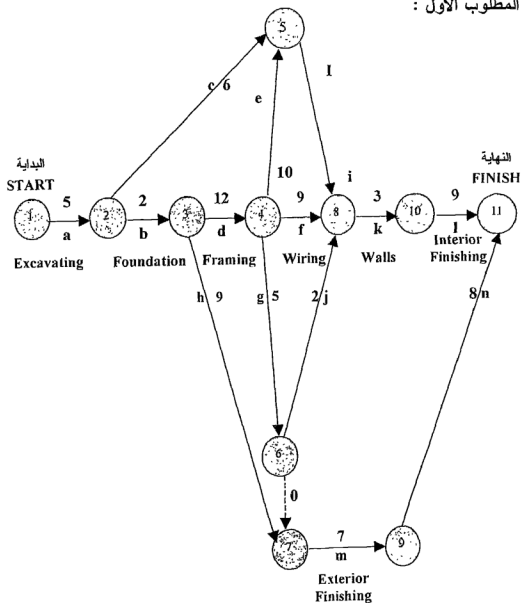 المطلوب الاول :
5
c 6
I
e
البداية
START
النهاية
FINISH
10
i
5
2
12
9
3
9
1
2
3
4
8
10
11
a
b
d
f
k
l
Excavating
Foundation
Framing
Wiring
Walls
Interior
Finishing
h 9
g 5
2 j
8 n
6
0
7
7
9
m
Exterior
Finishing